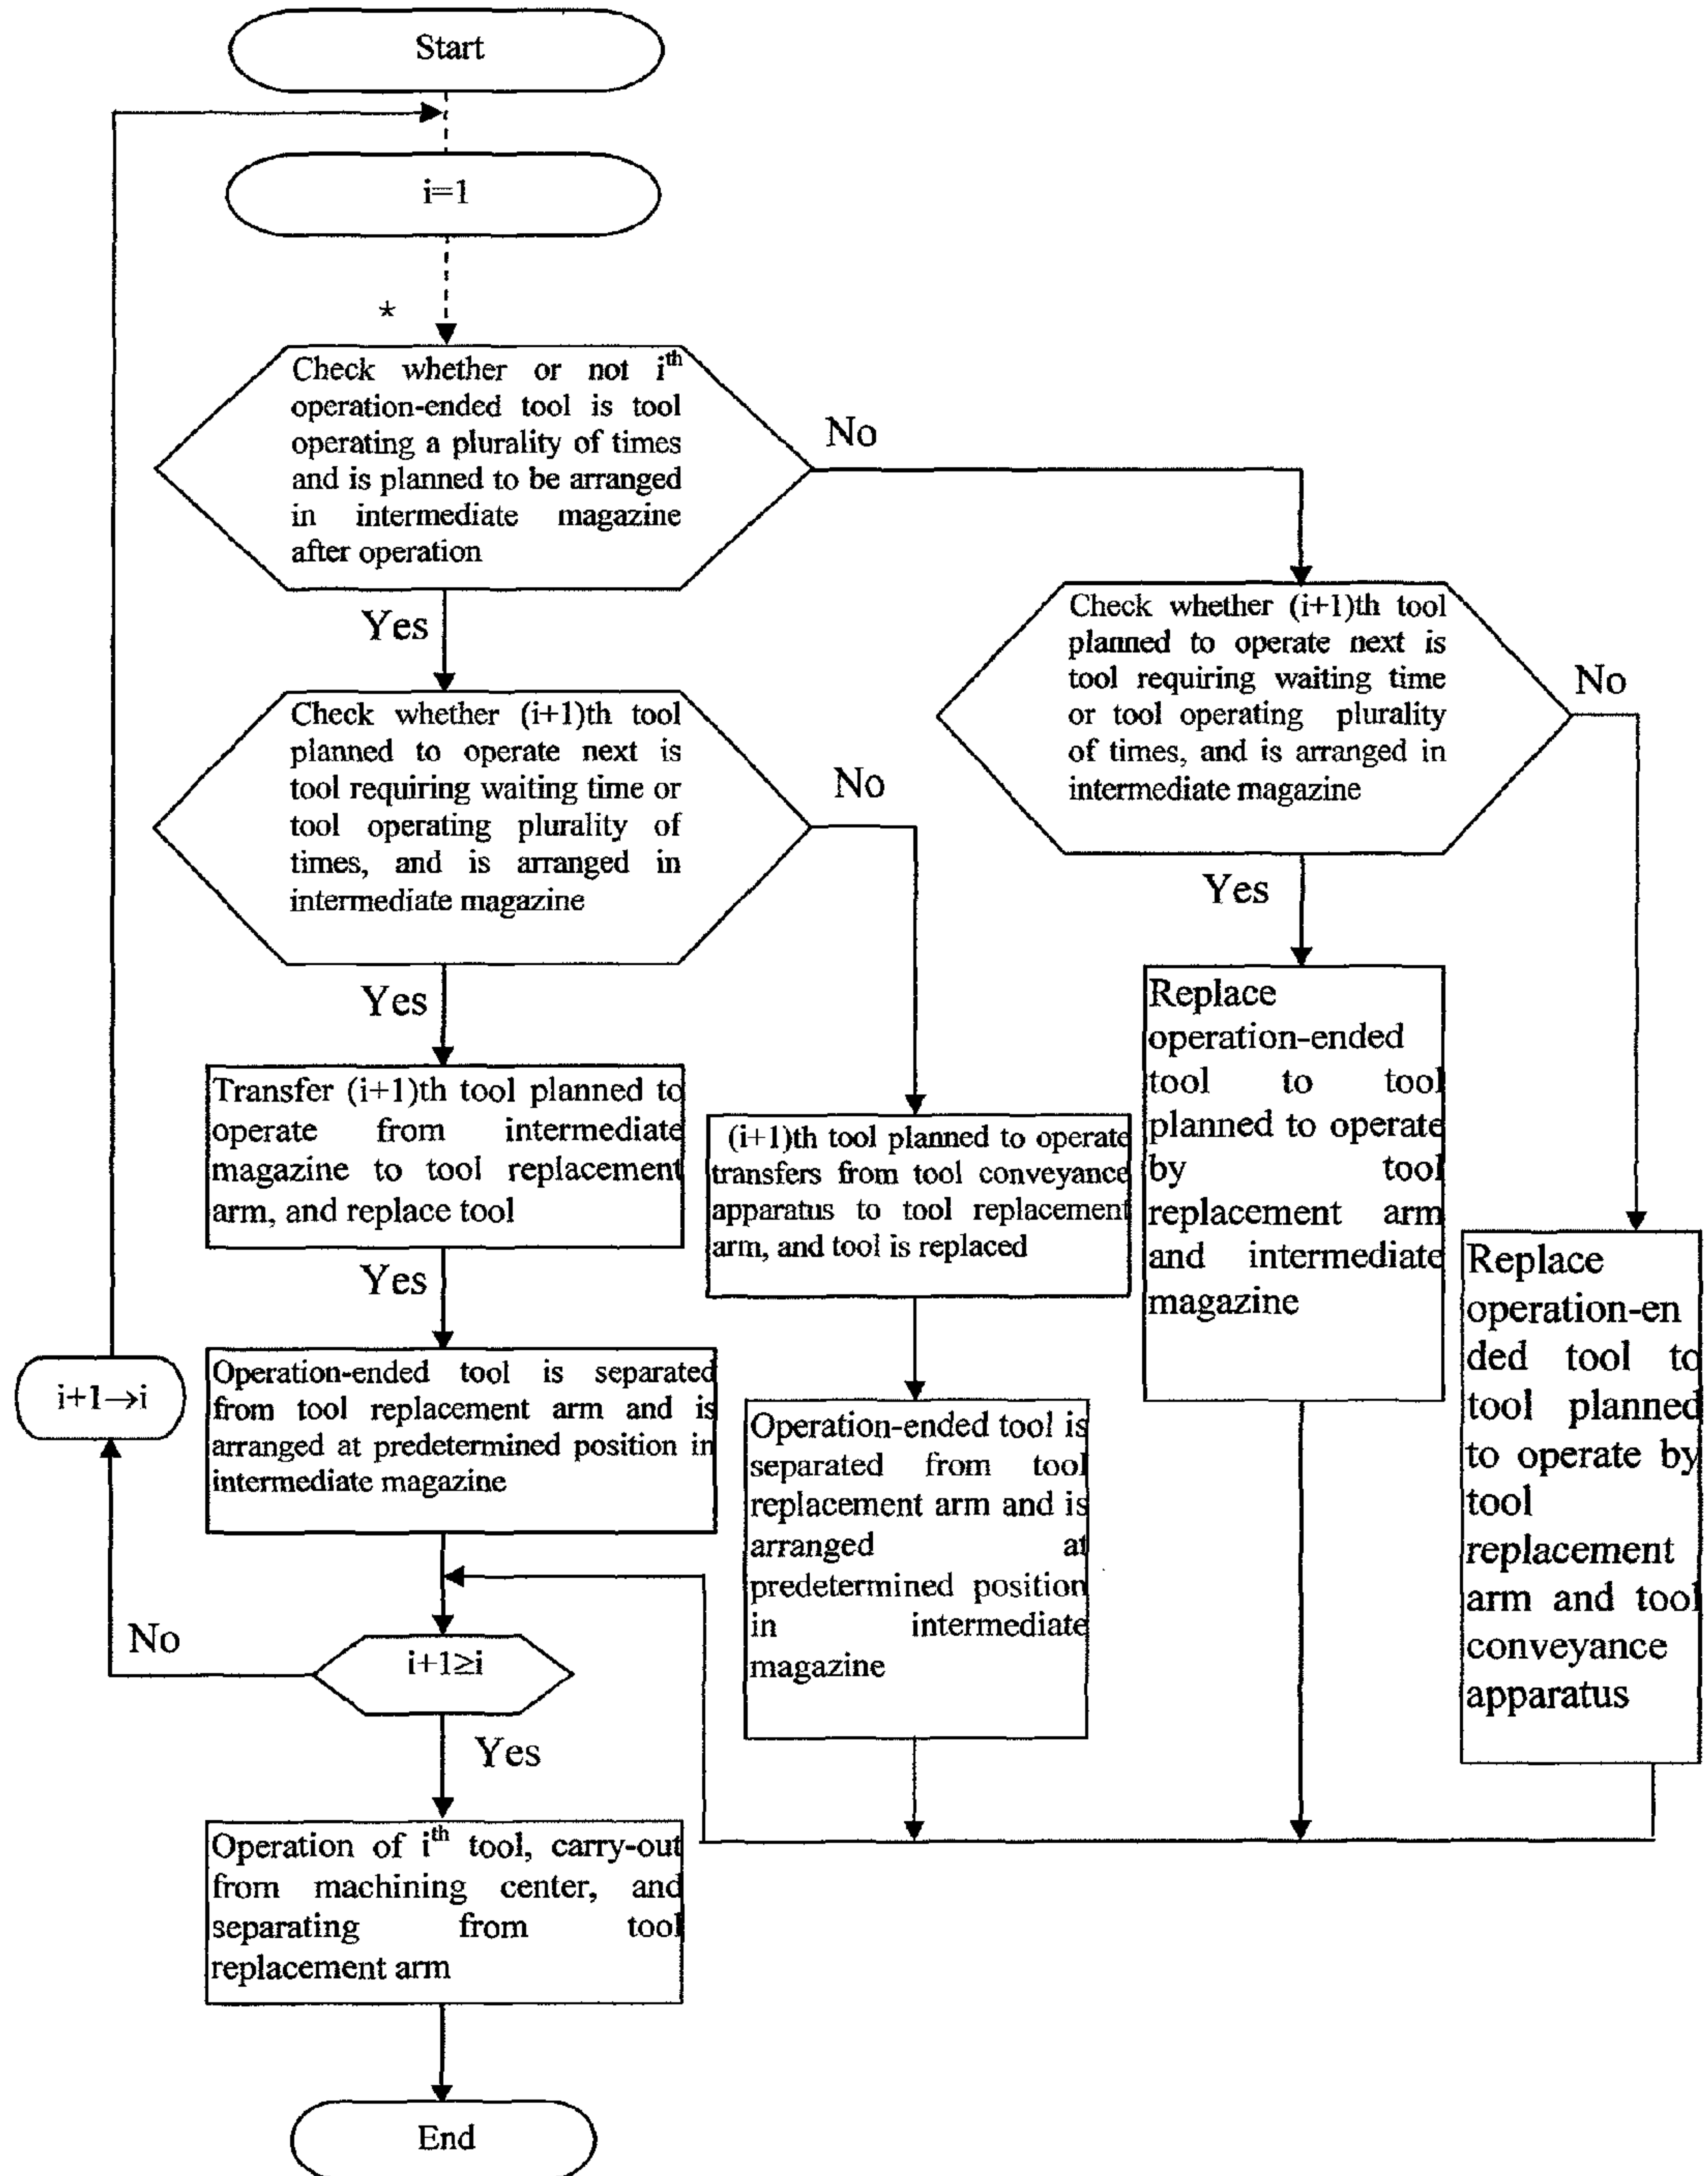 Start
i=1
*
Check whether or not iᵗʰ
operation-ended tool is tool
operating a plurality of times
and is planned to be arranged
in intermediate magazine
after operation
No
Yes
Check whether (i+1)th tool
planned to operate next is
tool requiring waiting time
or tool operating plurality
of times, and is arranged in
intermediate magazine
No
Yes
Check whether (i+1)th tool
planned to operate next is
tool requiring waiting time or
tool operating plurality of
times, and is arranged in
intermediate magazine
No
Yes
Transfer (i+1)th tool planned to
operate from intermediate
magazine to tool replacement
arm, and replace tool
Yes
(i+1)th tool planned to operate
transfers from tool conveyance
apparatus to tool replacement
arm, and tool is replaced
Replace
operation-ended
tool to tool
planned to operate
by tool
replacement arm
and intermediate
magazine
Replace
operation-en
ded tool to
tool planned
to operate by
tool
replacement
arm and tool
conveyance
apparatus
i+1→i
Operation-ended tool is separated
from tool replacement arm and is
arranged at predetermined position in
intermediate magazine
Operation-ended tool is
separated from tool
replacement arm and is
arranged at
predetermined position
in intermediate
magazine
No
i+1≥i
Yes
Operation of iᵗʰ tool, carry-out
from machining center, and
separating from tool
replacement arm
End